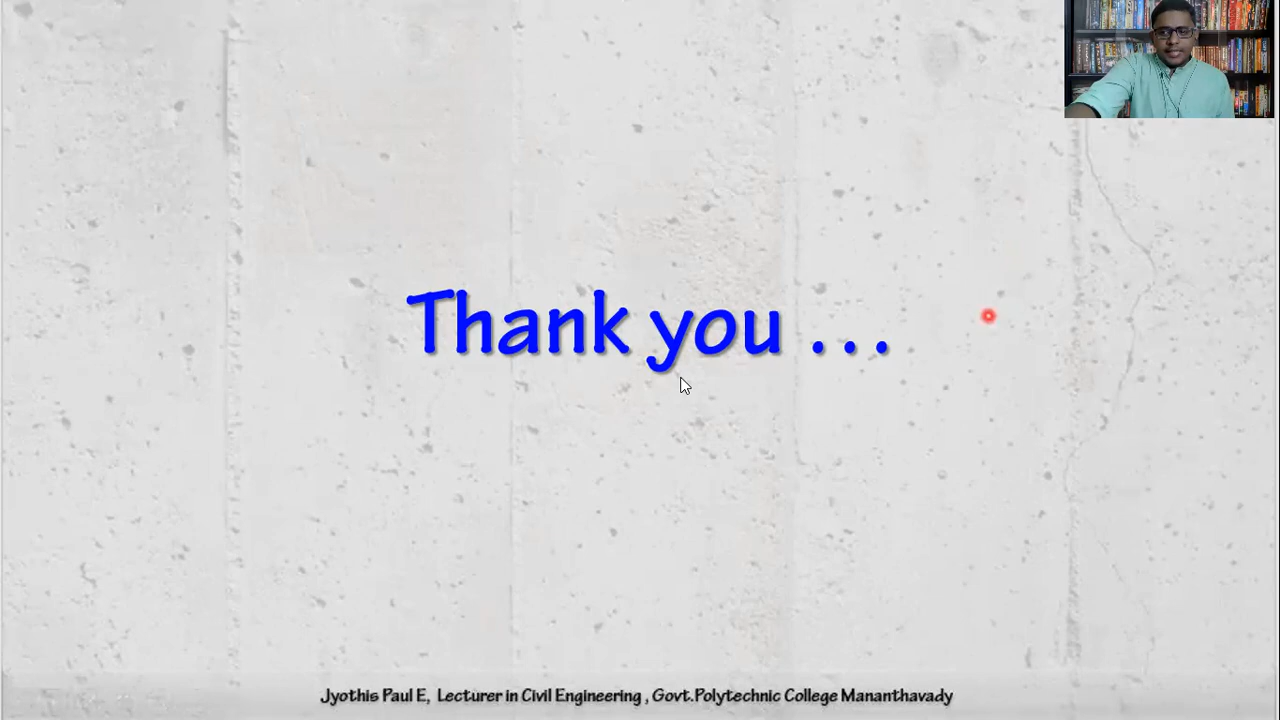 Thank you ...
Jyothis Paul E, Lecturer in Civil Engineering , Govt.Polytechnic College Mananthavady